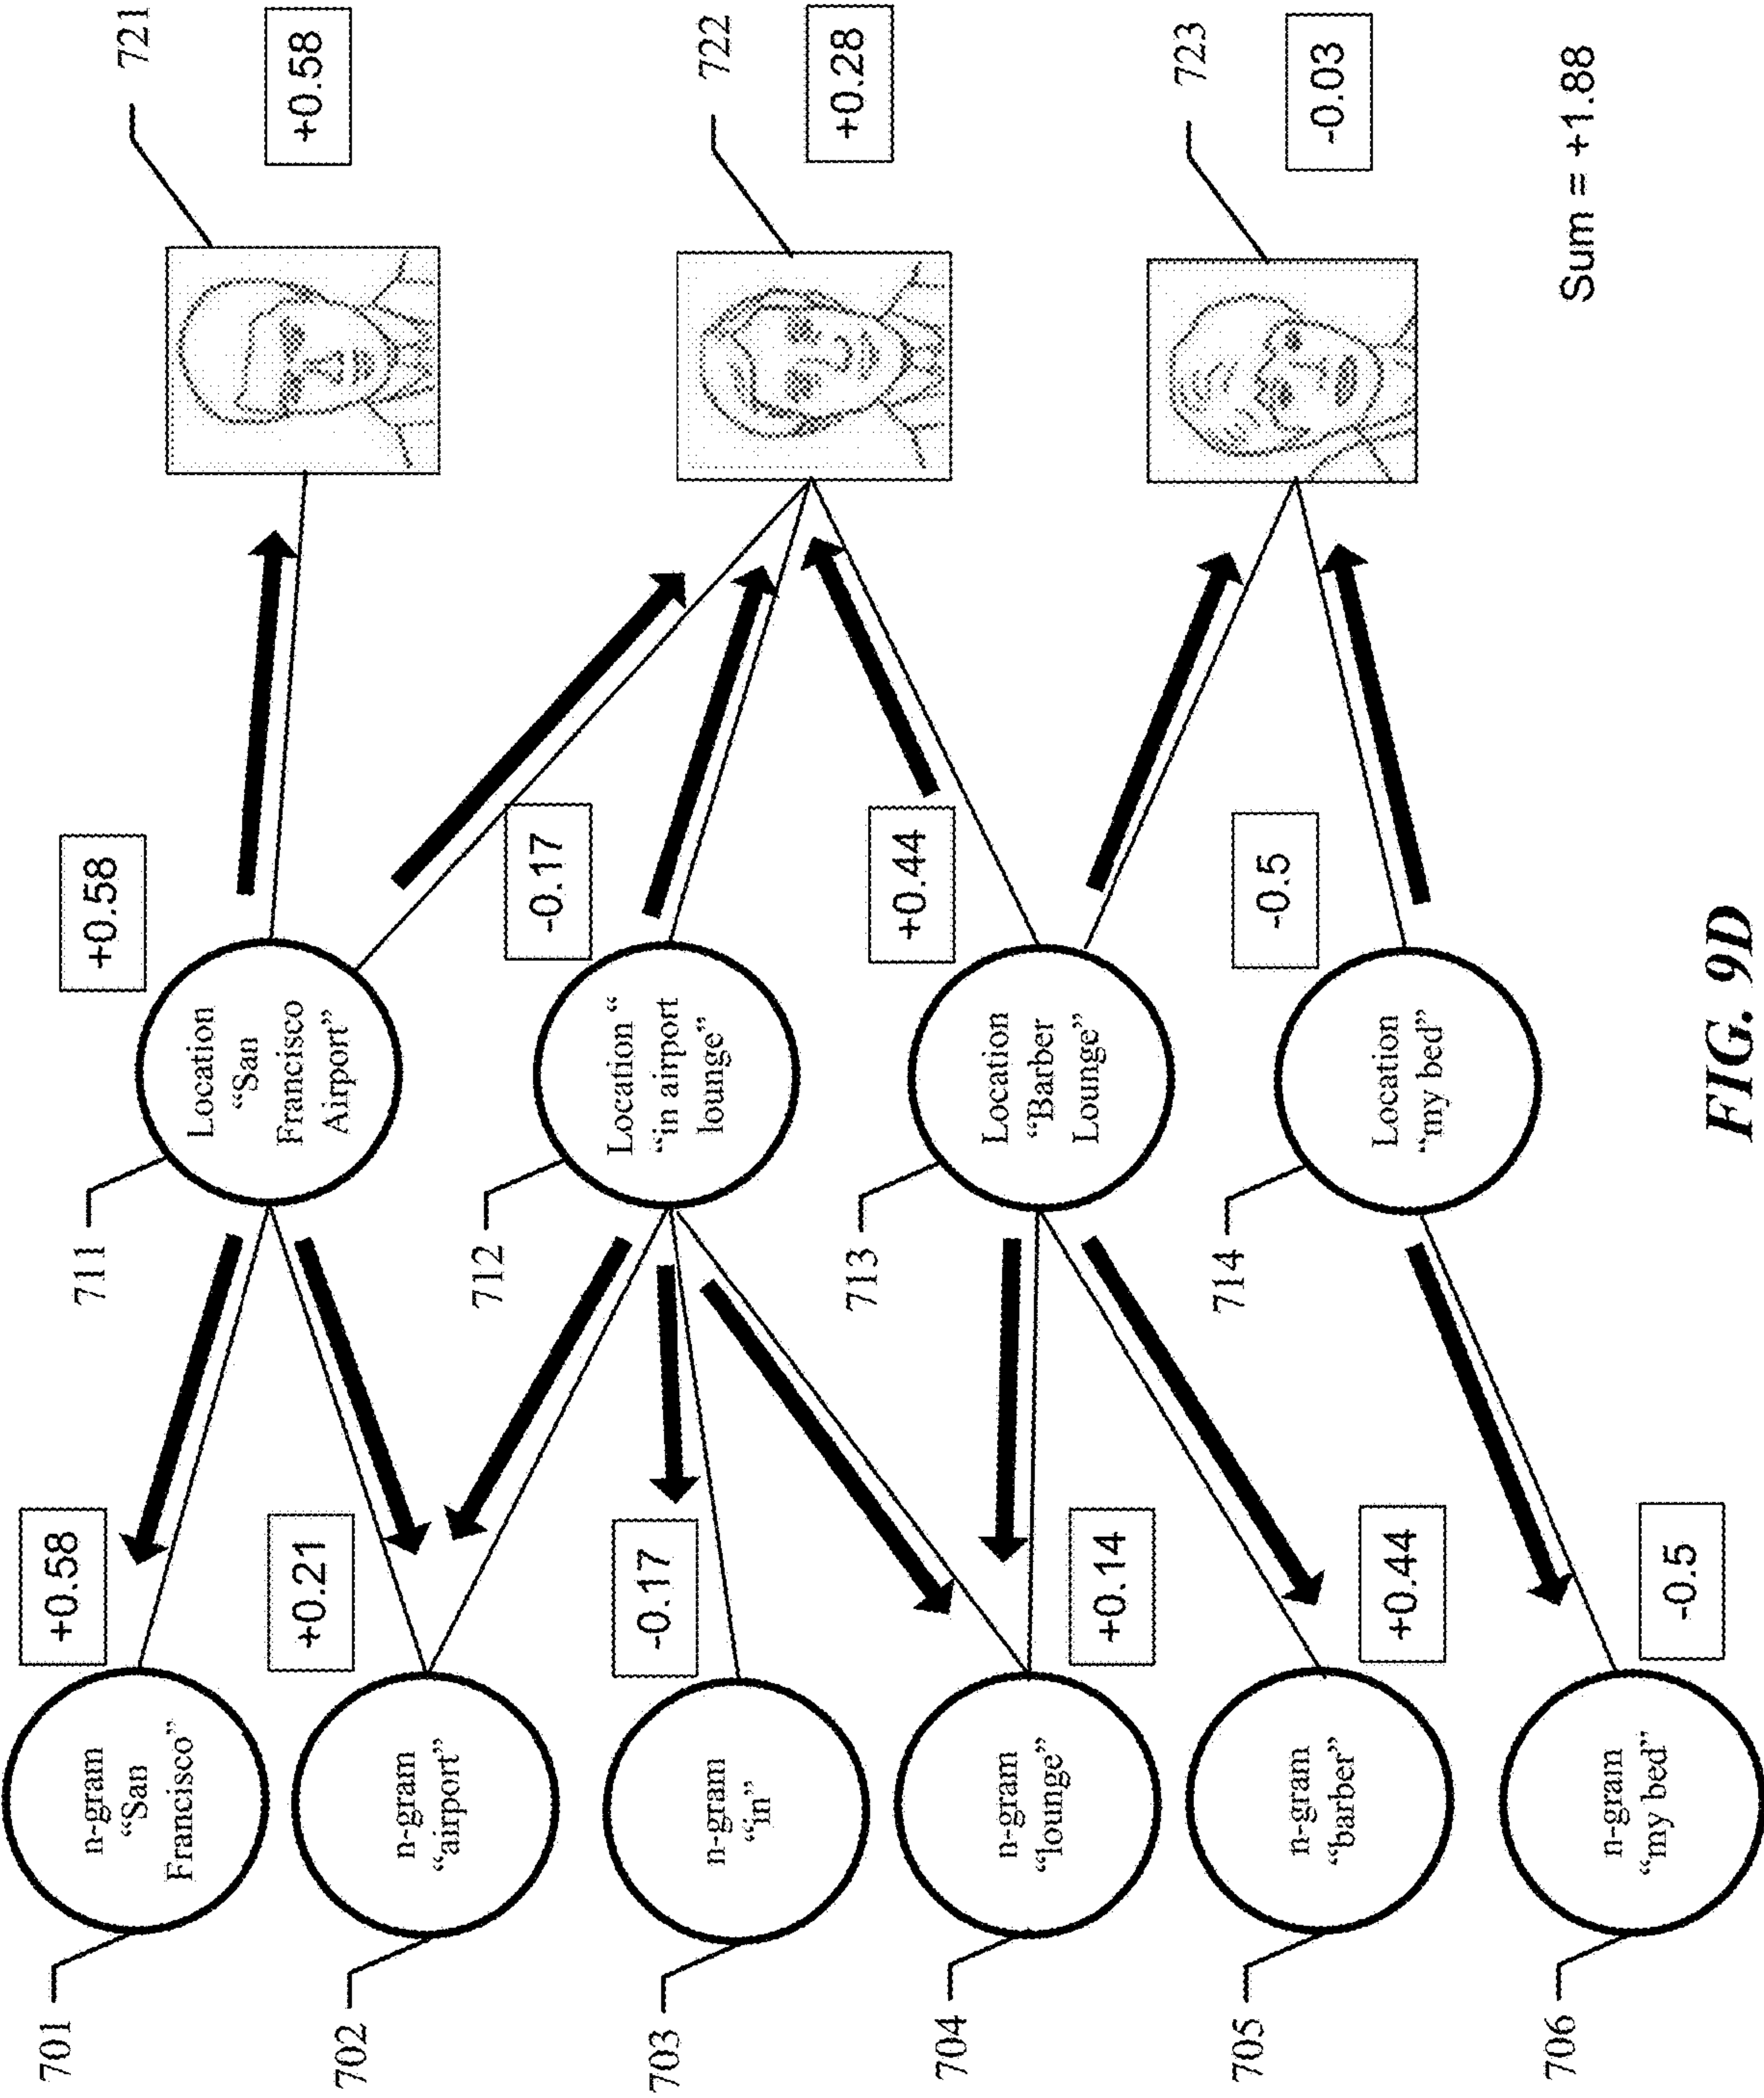 701
n-gram
“San
Francisco”
+0.58
711
Location
“San
Francisco
Airport”
+0.58
721
+0.58
702
n-gram
“airport”
+0.21
712
Location “
“in airport
lounge”
-0.17
722
+0.28
703
n-gram
“in”
-0.17
713
Location
“Barber
Lounge”
+0.44
723
-0.03
704
n-gram
“lounge”
+0.14
714
Location
“my bed”
-0.5
705
n-gram
“barber”
+0.44
706
n-gram
“my bed”
-0.5
Sum = +1.88
FIG. 9D